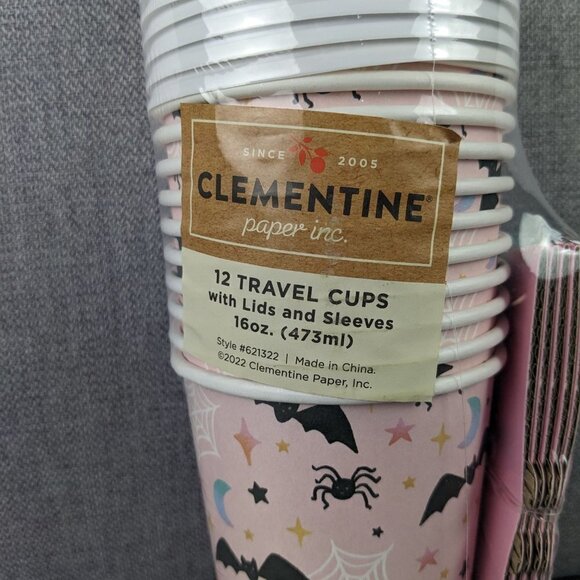 SINCE 2005
CLEMENTINE®
paper inc.
12 TRAVEL CUPS
with Lids and Sleeves
16oz. (473ml)
Style #621322 | Made in China.
©2022 Clementine Paper, Inc.